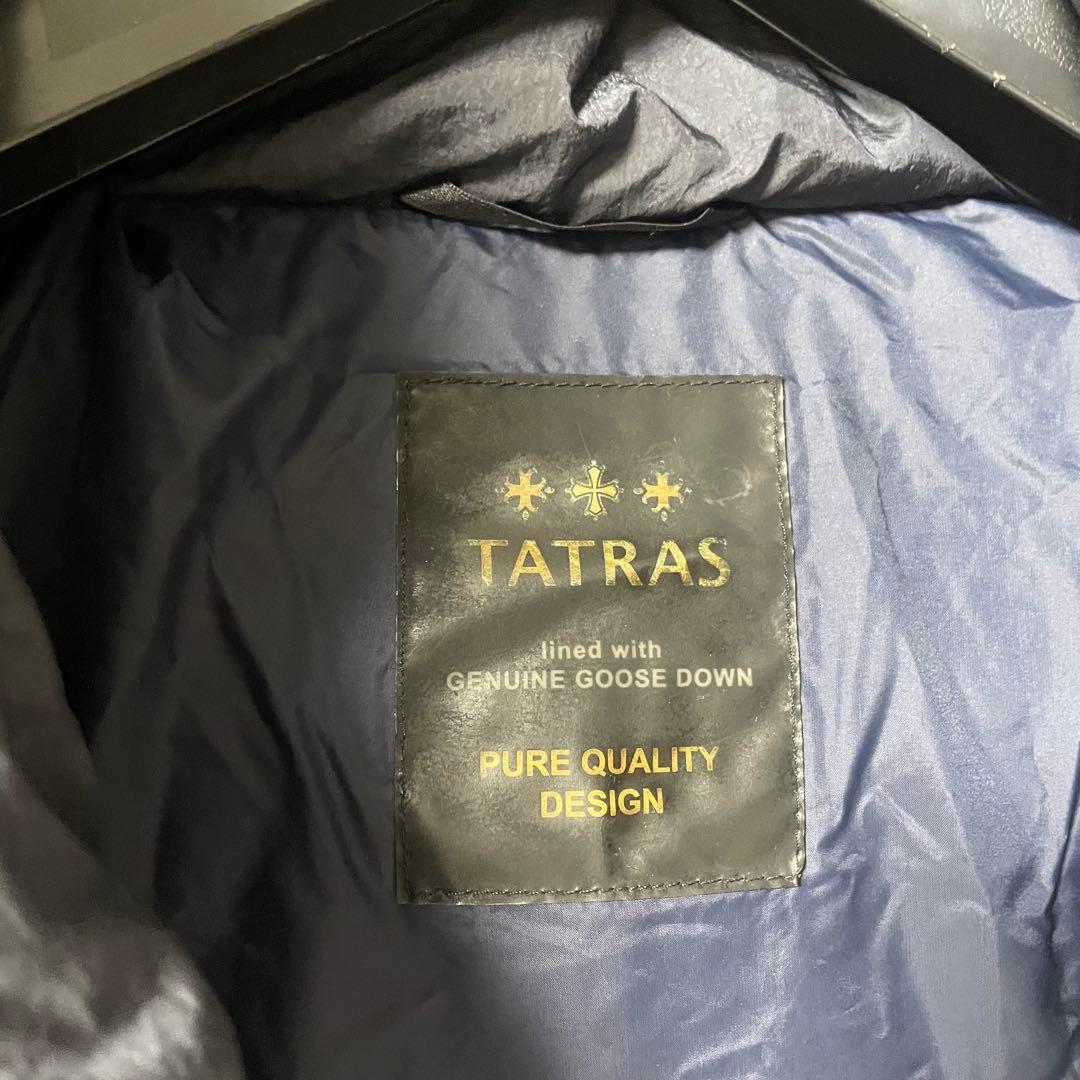 TATRAS
lined with
GENUINE GOOSE DOWN
PURE QUALITY
DESIGN